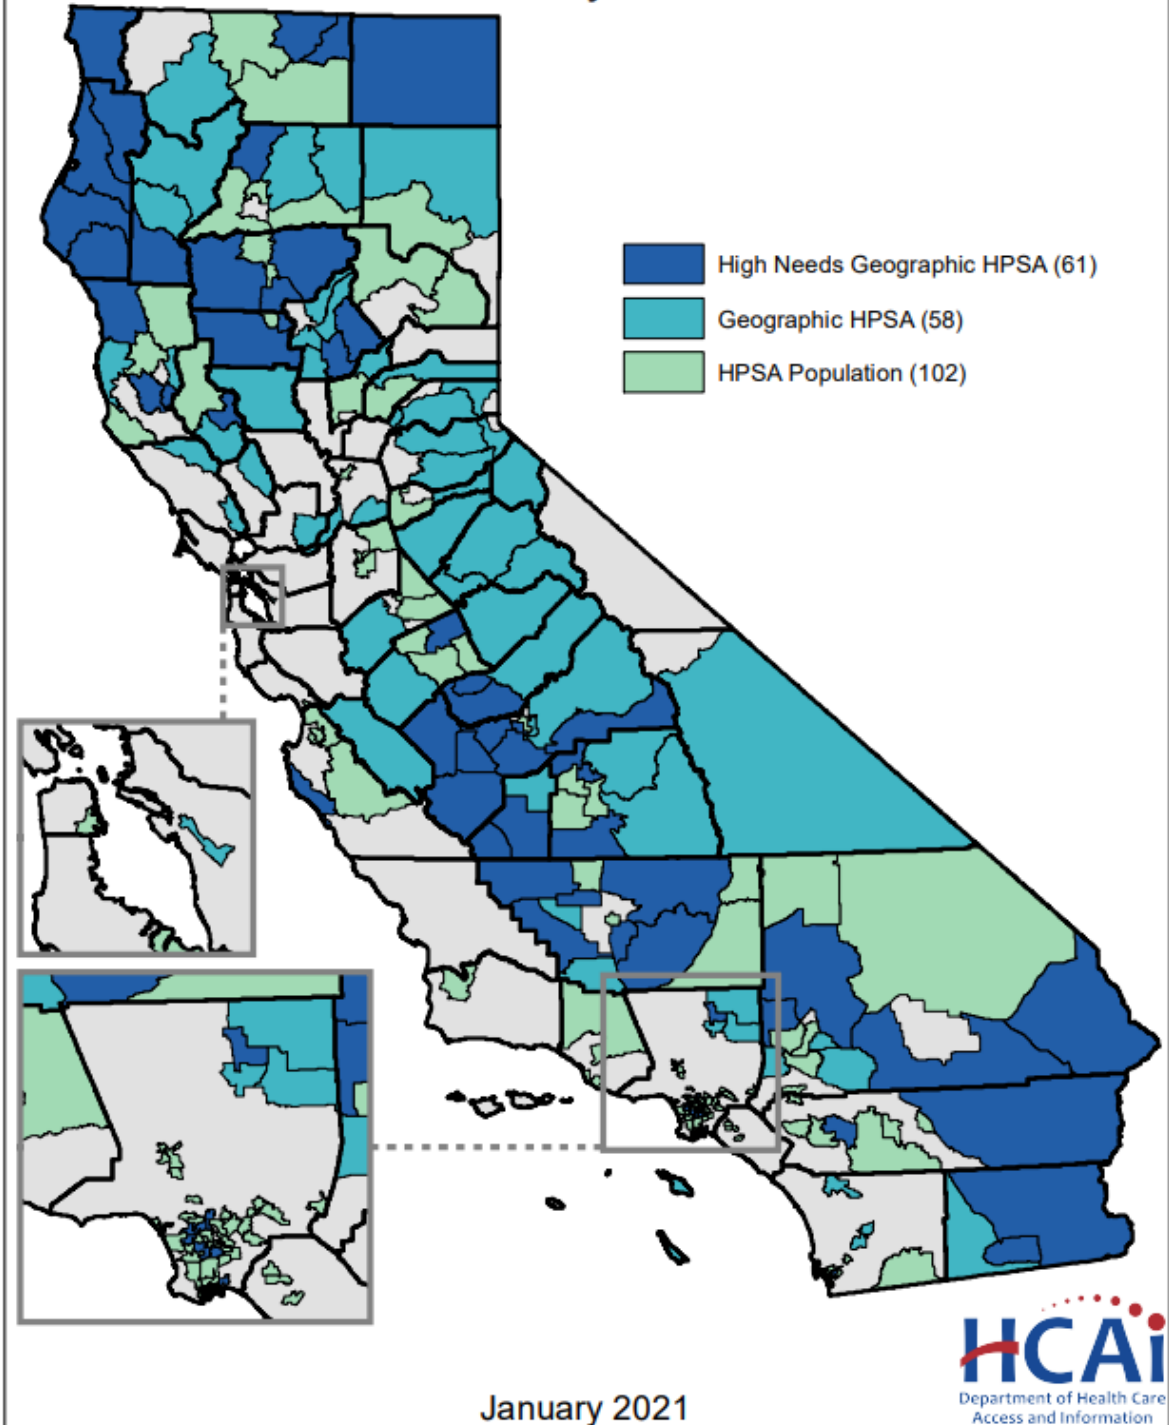 High Needs Geographic HPSA (61)
Geographic HPSA (58)
HPSA Population (102)
HCAi
Department of Health Care
Access and Information
January 2021